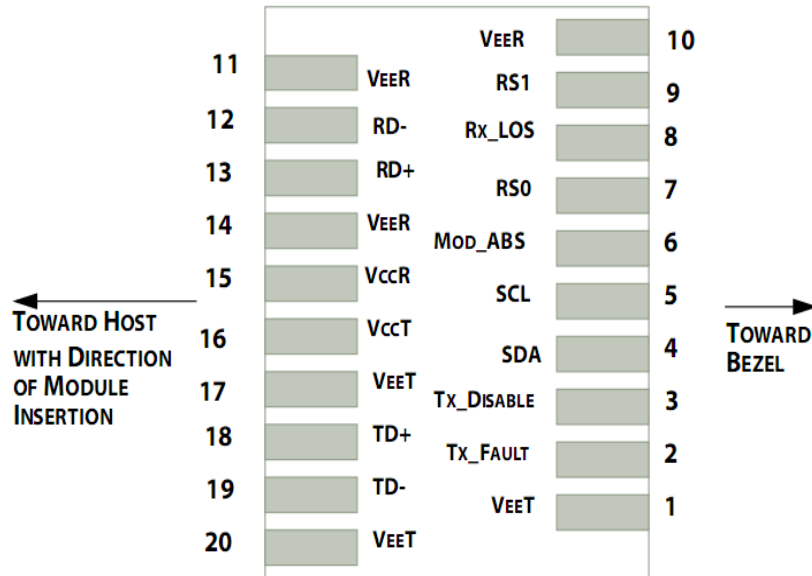 VEER 10
11 VEER
RS1 9
12 RD-
RX_LOS 8
13 RD+
RS0 7
14 VEER
MOD_ABS 6
15 VCCR
SCL 5
16 VCCT
SDA 4
17 VEET
TX_DISABLE 3
18 TD+
TX_FAULT 2
19 TD-
VEET 1
20 VEET
TOWARD HOST
WITH DIRECTION
OF MODULE
INSERTION
TOWARD
BEZEL